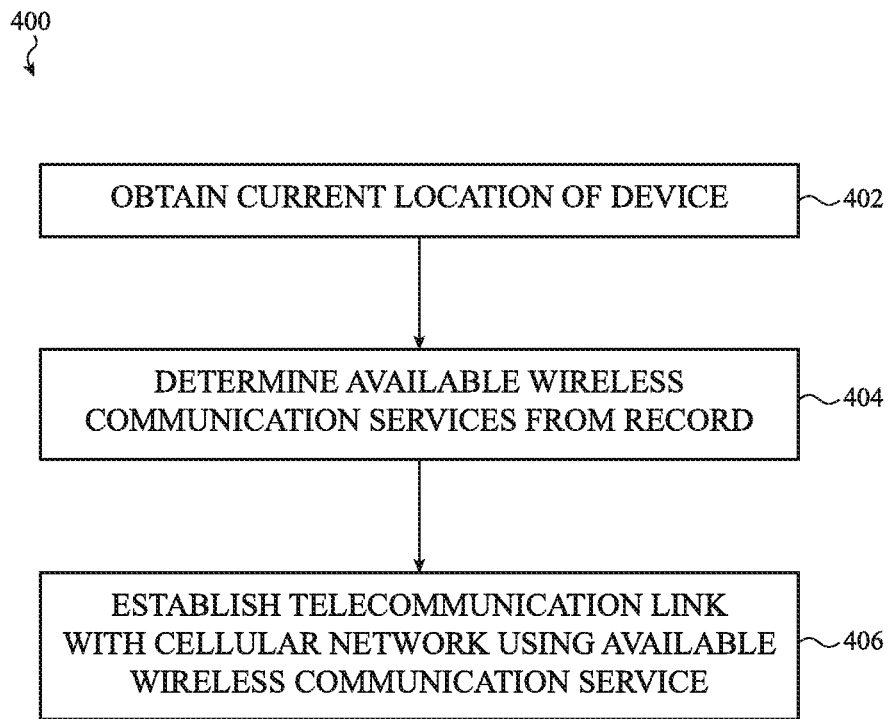 400
OBTAIN CURRENT LOCATION OF DEVICE
402
DETERMINE AVAILABLE WIRELESS
COMMUNICATION SERVICES FROM RECORD
404
ESTABLISH TELECOMMUNICATION LINK
WITH CELLULAR NETWORK USING AVAILABLE
WIRELESS COMMUNICATION SERVICE
406